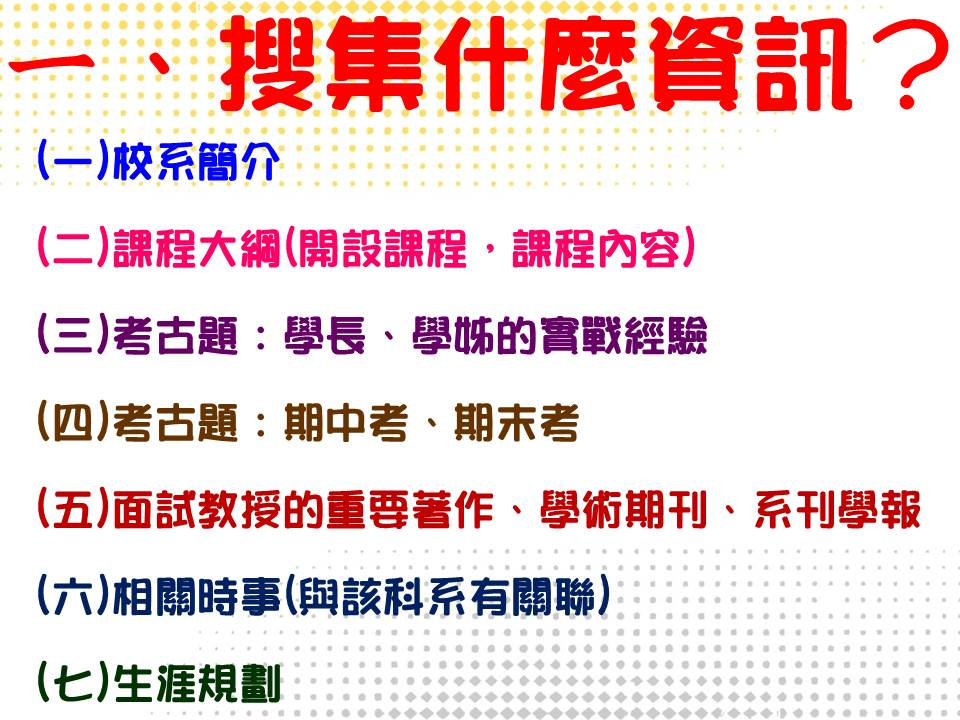 一、搜集什麼資訊？
(一)校系簡介
(二)課程大綱(開設課程，課程內容)
(三)考古題：學長、學姊的實戰經驗
(四)考古題：期中考、期末考
(五)面試教授的重要著作、學術期刊、系刊學報
(六)相關時事(與該科系有關聯)
(七)生涯規劃